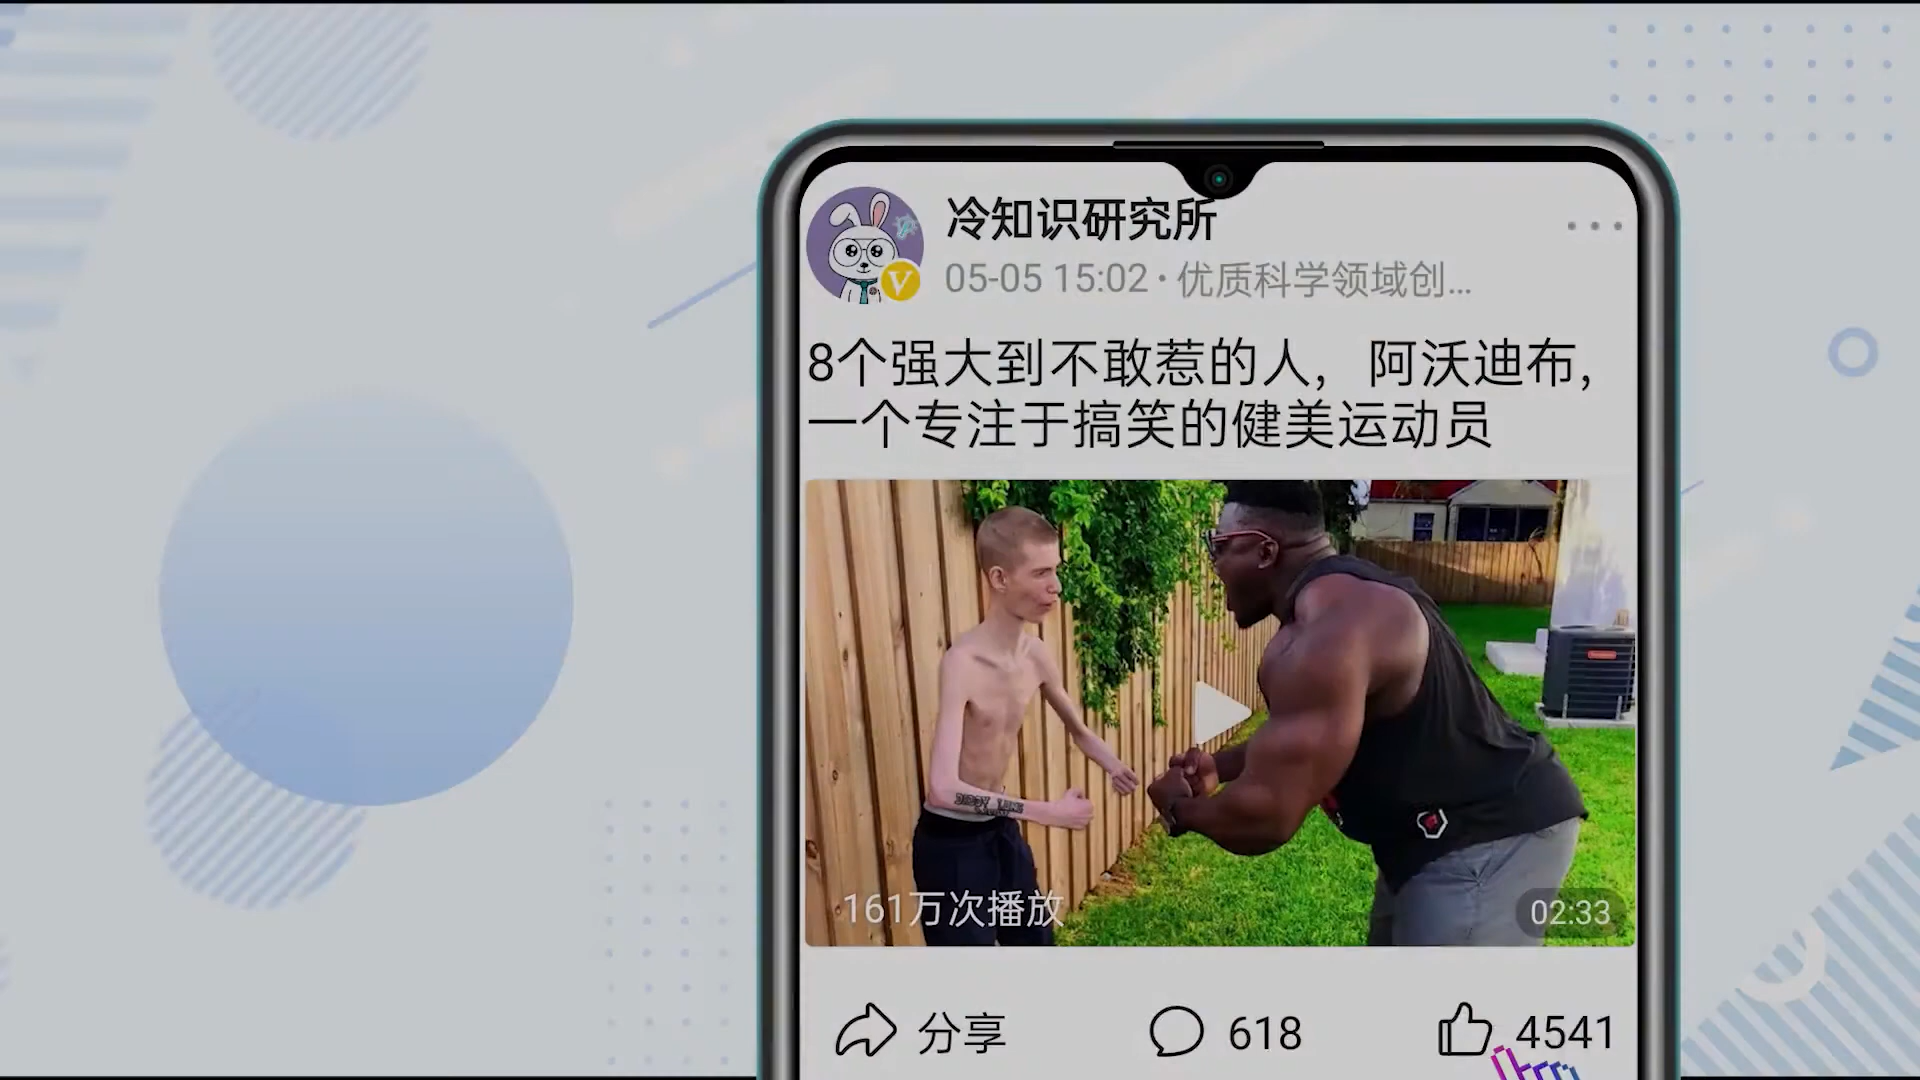 冷知识研究所
05-05 15:02·优质科学领域创...
8个强大到不敢惹的人，阿沃迪布，
一个专注于搞笑的健美运动员
161万次播放
02:33
分享
618
4541